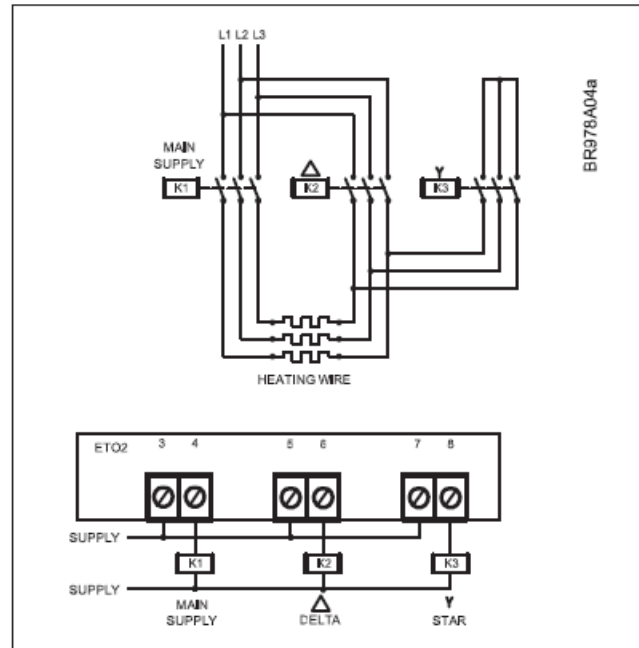 L1 L2 L3
BR978A04a
MAIN
SUPPLY
K1
K2
Y
K3
HEATING WIRE
ETO2
3 4
5 6
7 8
SUPPLY
K1
K2
K3
SUPPLY
MAIN
SUPPLY
DELTA
Y
STAR